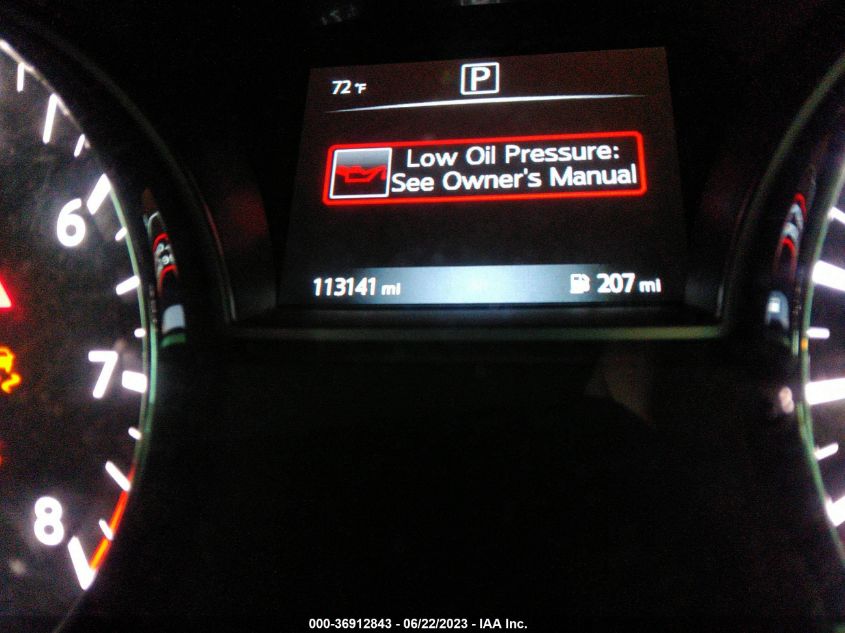 72 °F
P
Low Oil Pressure:
See Owner's Manual
113141 mi
207 mi
6
7
8
000-36912843 - 06/22/2023 - IAA Inc.